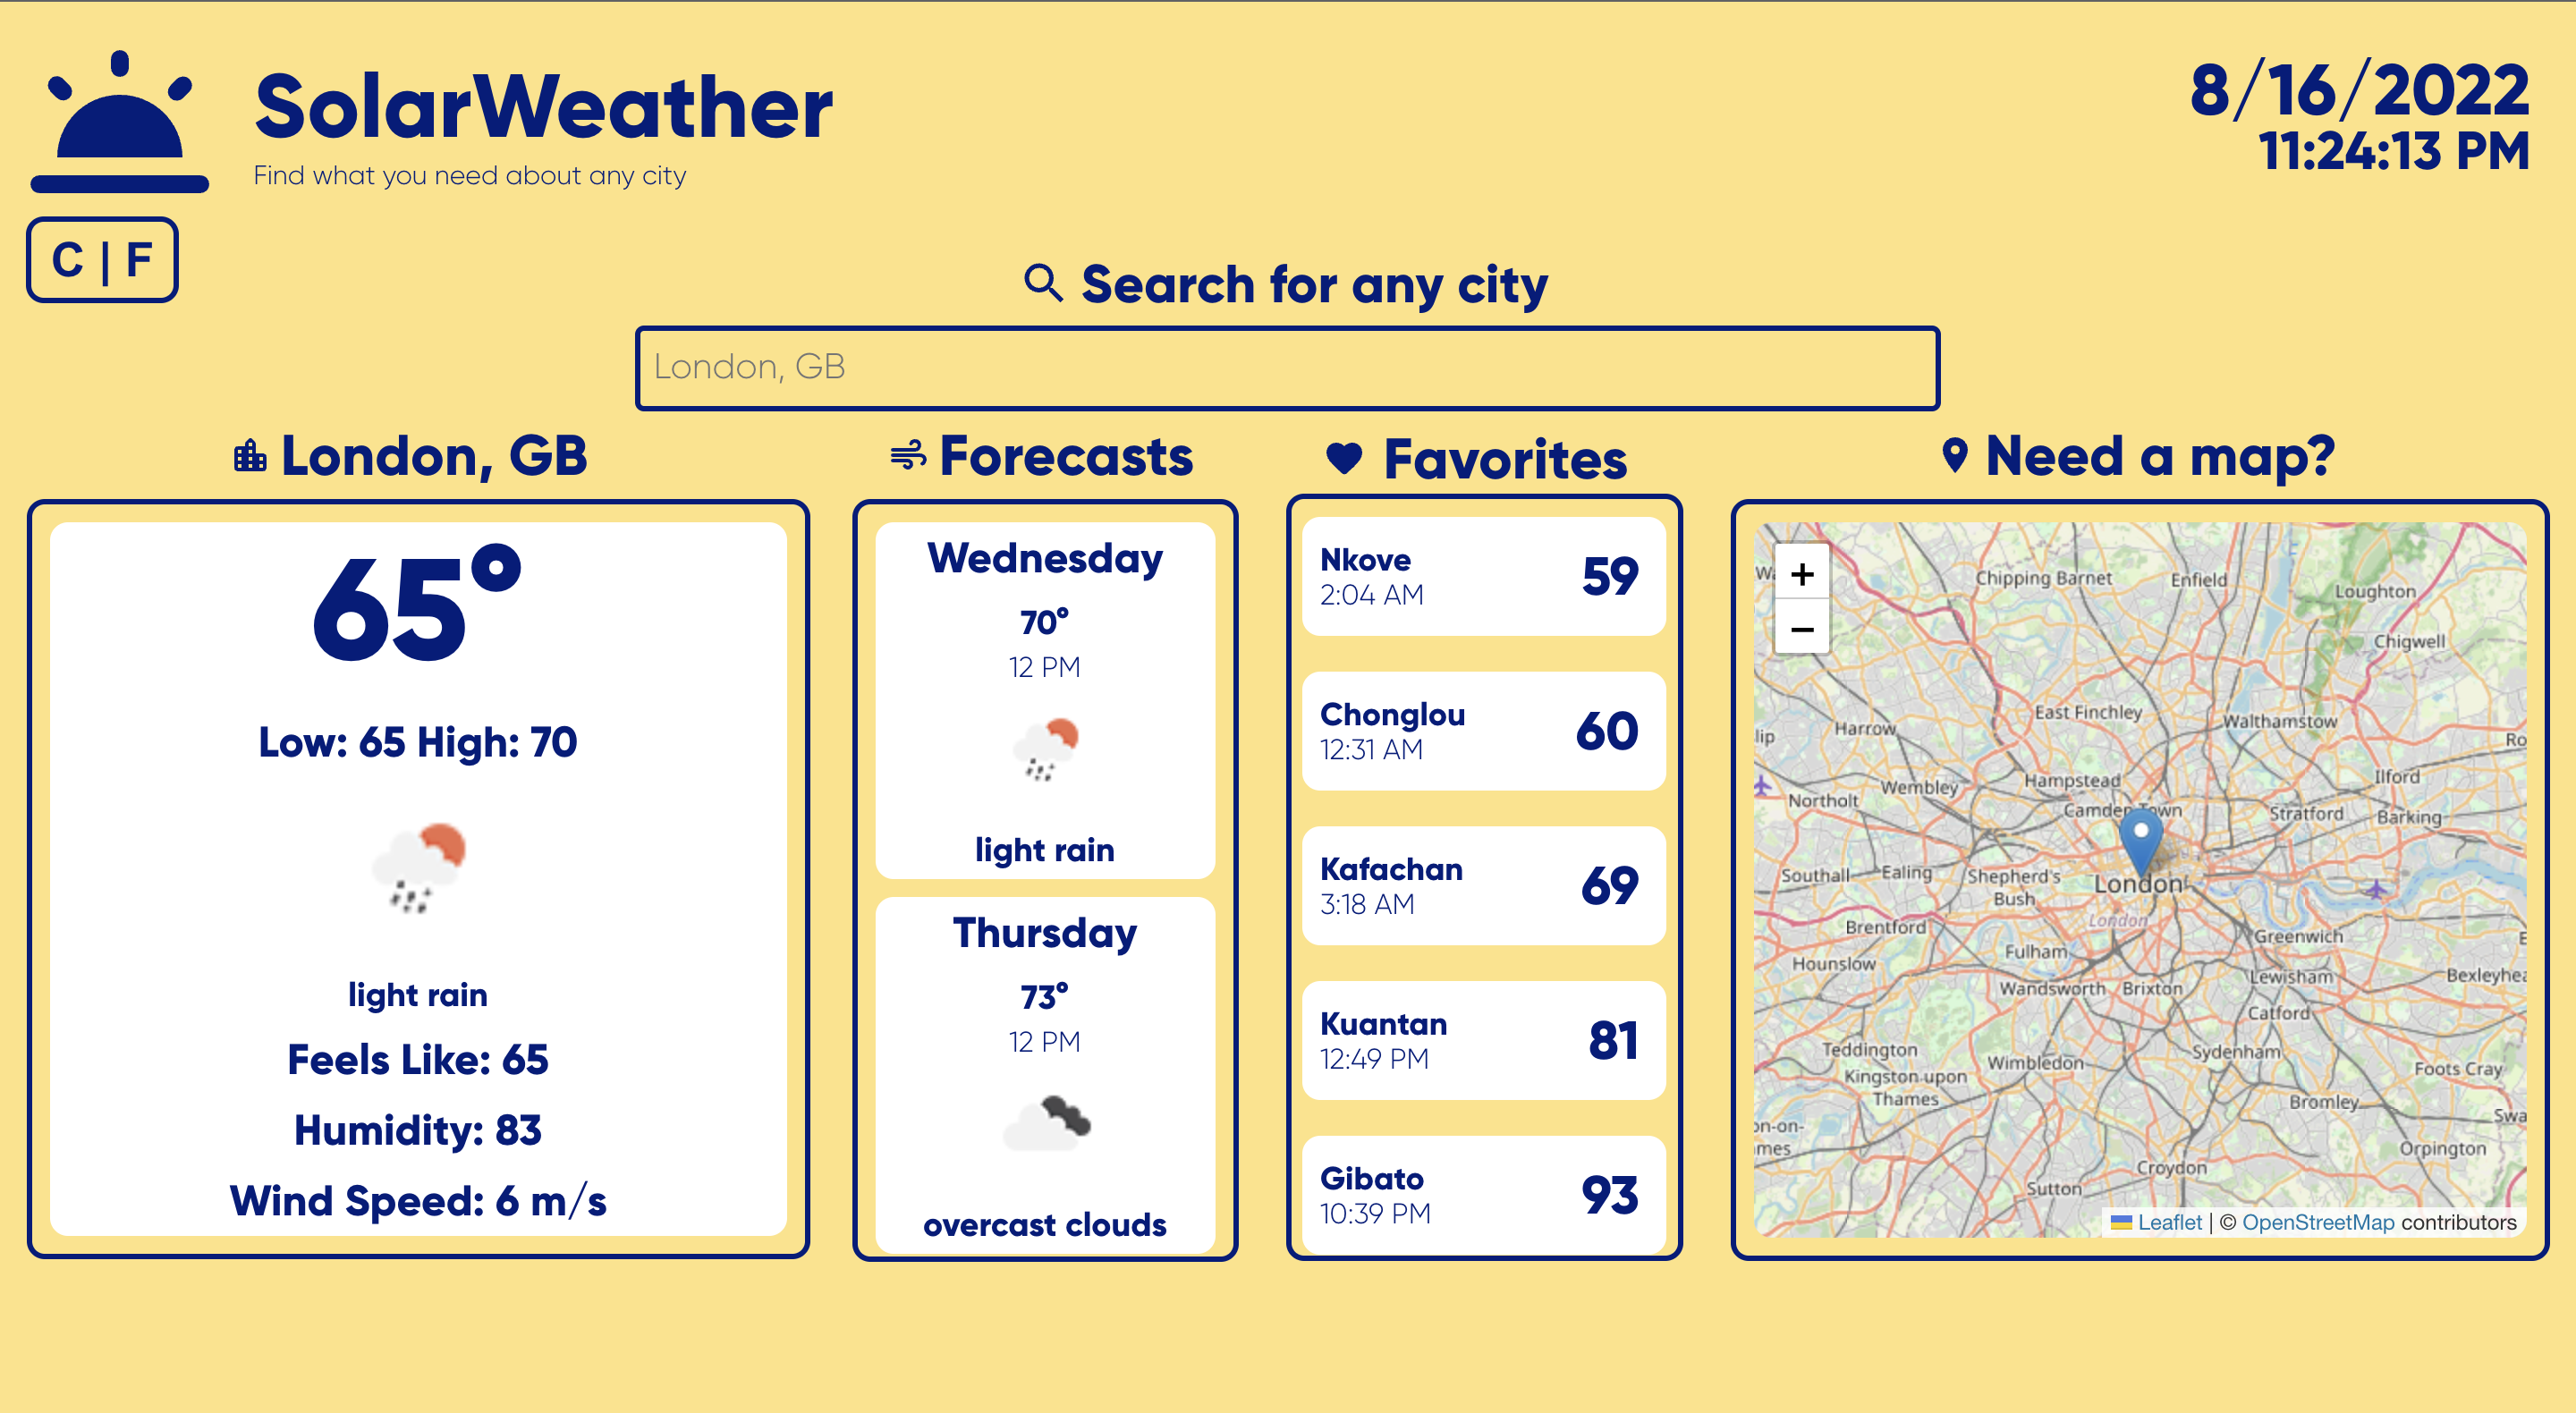 SolarWeather
Find what you need about any city
8/16/2022
11:24:13 PM
C | F
Search for any city
London, GB
London, GB
65°
Low: 65 High: 70
light rain
Feels Like: 65
Humidity: 83
Wind Speed: 6 m/s
Forecasts
Wednesday
70°
12 PM
light rain
Thursday
73°
12 PM
overcast clouds
Favorites
Nkove
2:04 AM
59
Chonglou
12:31 AM
60
Kafachan
3:18 AM
69
Kuantan
12:49 PM
81
Gibato
10:39 PM
93
Need a map?
+
−
Wa
Chipping Barnet
Enfield
Loughton
Chigwell
East Finchley
Walthamstow
Harrow
lip
Ro
Hampstead
Ilford
Wembley
Northolt
Camden Town
Stratford
Barking
Southall
Ealing
Shepherd's
Bush
London
London
Brentford
Greenwich
Fulham
E
Hounslow
Lewisham
Bexleyhea
Wandsworth
Brixton
Catford
Teddington
Sydenham
Wimbledon
Foots Cray
Kingston upon
Thames
Bromley
Swa
on-on-
mes
Orpington
Croydon
Sutton
Leaflet | © OpenStreetMap contributors